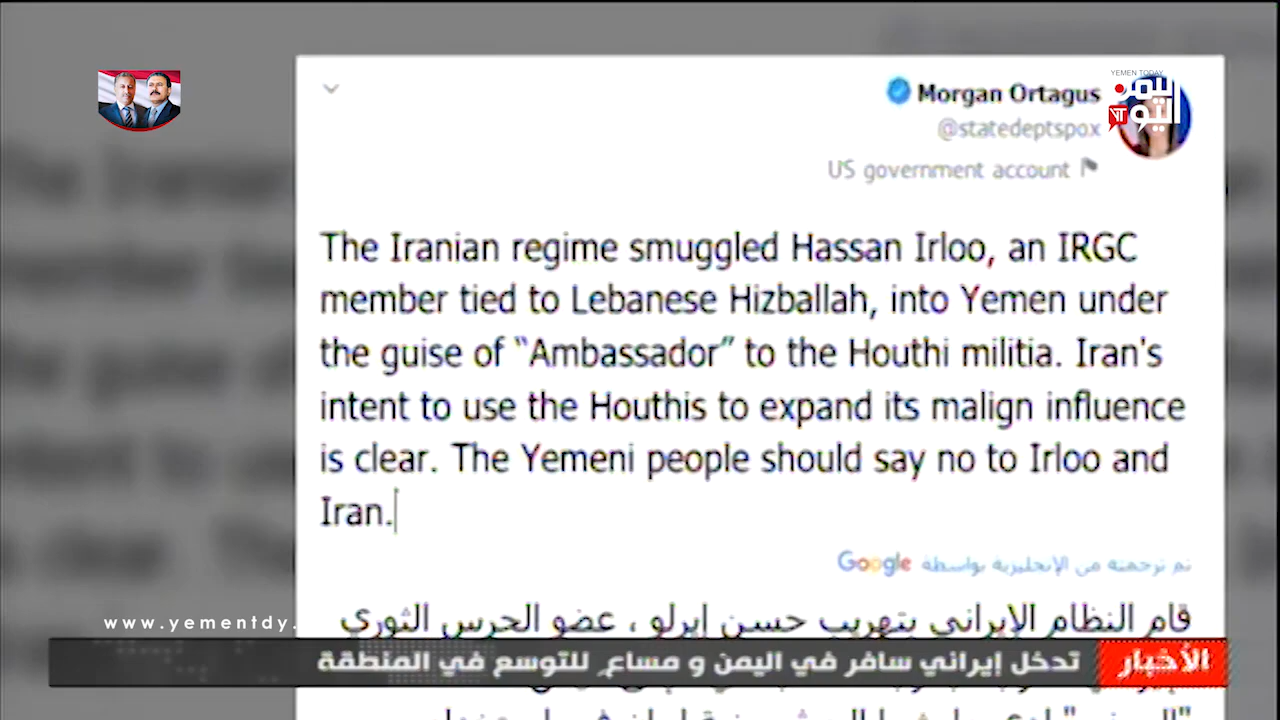 YEMEN TODAY
اليمن اليوم
Morgan Ortagus
@statedeptspox
US government account
The Iranian regime smuggled Hassan Irloo, an IRGC
member tied to Lebanese Hizballah, into Yemen under
the guise of “Ambassador” to the Houthi militia. Iran's
intent to use the Houthis to expand its malign influence
is clear. The Yemeni people should say no to Irloo and
Iran.
تم ترجمته من الإنجليزية بواسطة Google
قام النظام الإيراني بتهريب حسن إيرلو ، عضو الحرس الثوري
www.yementdy.
الأخبار
تدخل إيراني سافر في اليمن و مساعٍ للتوسع في المنطقة